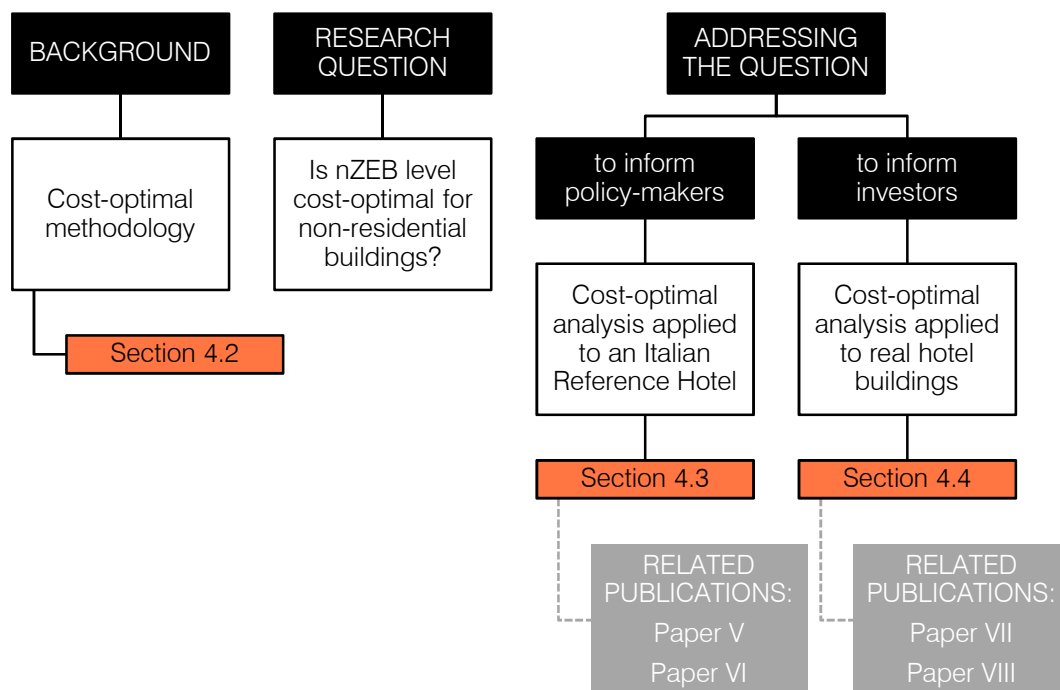 BACKGROUND
Cost-optimal
methodology
Section 4.2
RESEARCH
QUESTION
Is nZEB level
cost-optimal for
non-residential
buildings?
ADDRESSING
THE QUESTION
to inform
policy-makers
Cost-optimal
analysis applied
to an Italian
Reference Hotel
Section 4.3
RELATED
PUBLICATIONS:
Paper V
Paper VI
to inform
investors
Cost-optimal
analysis applied
to real hotel
buildings
Section 4.4
RELATED
PUBLICATIONS:
Paper VII
Paper VIII